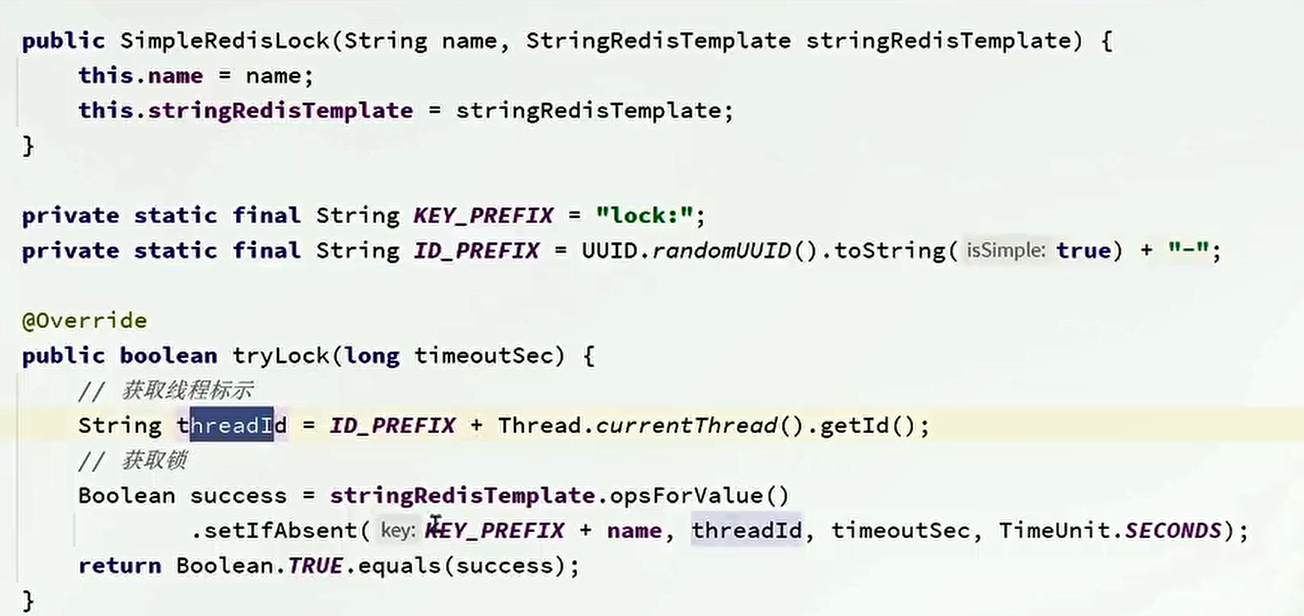 public SimpleRedisLock(String name, StringRedisTemplate stringRedisTemplate) {
this.name = name;
this.stringRedisTemplate = stringRedisTemplate;
}
private static final String KEY_PREFIX = "lock:";
private static final String ID_PREFIX = UUID.randomUUID().toString( isSimple: true) + "-";
@Override
public boolean tryLock(long timeoutSec) {
// 获取线程标示
String threadId = ID_PREFIX + Thread.currentThread().getId();
// 获取锁
Boolean success = stringRedisTemplate.opsForValue()
.setIfAbsent( key: KEY_PREFIX + name, threadId, timeoutSec, TimeUnit.SECONDS);
return Boolean.TRUE.equals(success);
}